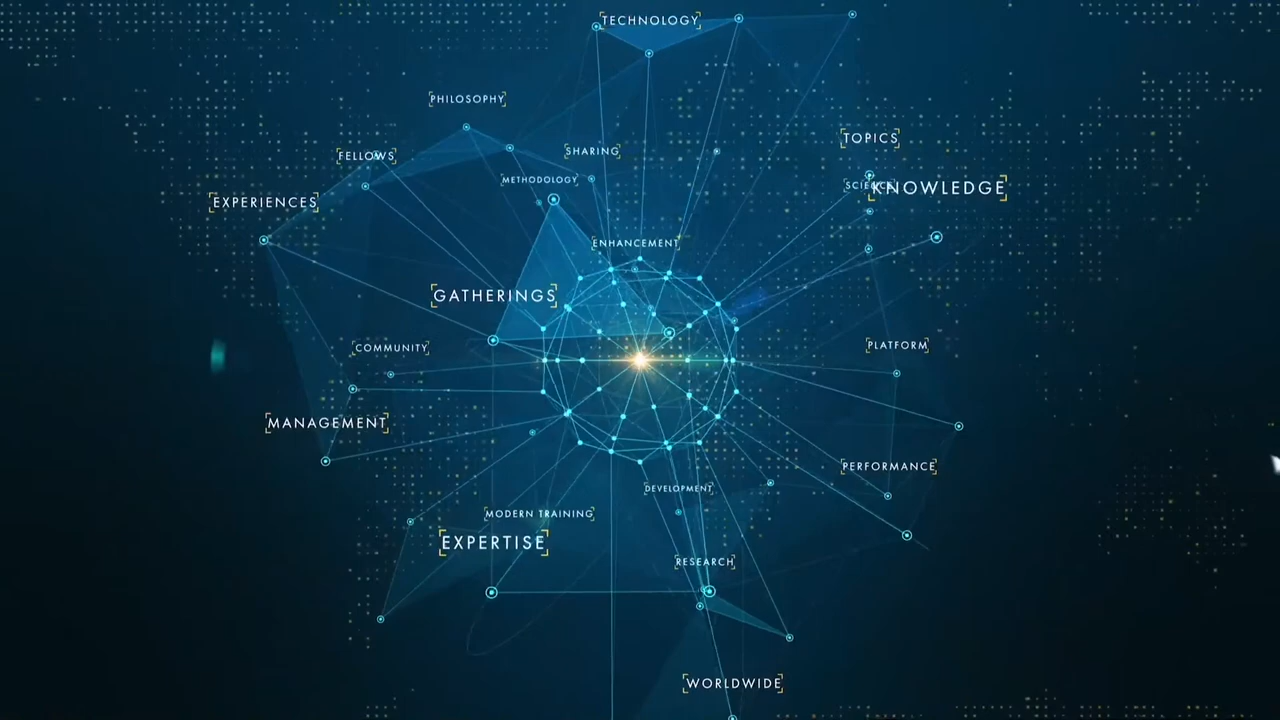 TECHNOLOGY
PHILOSOPHY
TOPICS
SHARING
FELLOWS
METHODOLOGY
SCIENCE
KNOWLEDGE
EXPERIENCES
ENHANCEMENT
GATHERINGS
PLATFORM
COMMUNITY
MANAGEMENT
PERFORMANCE
DEVELOPMENT
MODERN TRAINING
EXPERTISE
RESEARCH
WORLDWIDE